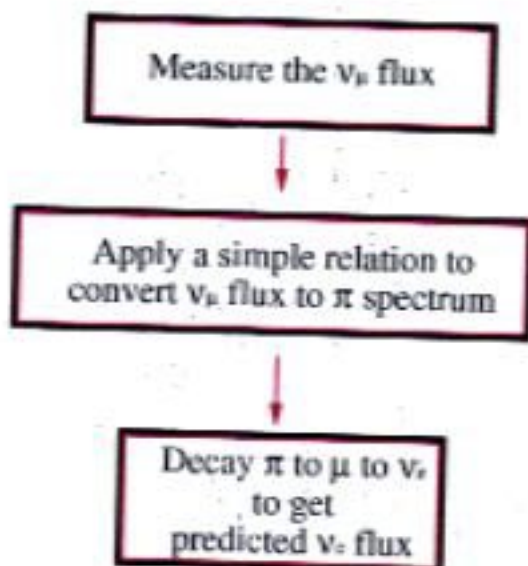 Measure the νμ flux
Apply a simple relation to
convert νμ flux to π spectrum
Decay π to μ to νe
to get
predicted νe flux